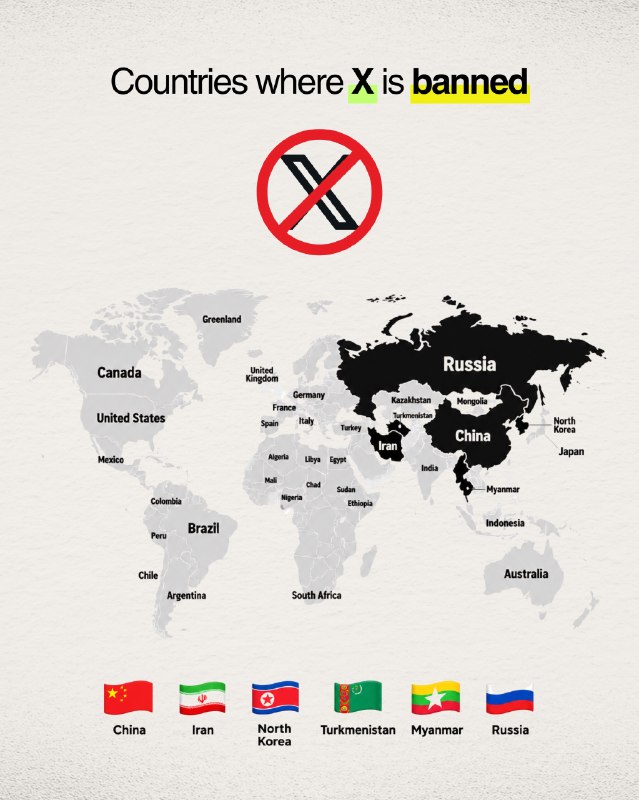 Countries where X is banned
X
Greenland
Canada
United
Kingdom
Russia
United States
Germany
France
Spain
Italy
Turkey
Kazakhstan
Mongolia
Turkmenistan
North
Korea
China
Iran
Japan
Mexico
Algeria
Libya
Egypt
India
Mali
Chad
Sudan
Myanmar
Nigeria
Ethiopia
Colombia
Brazil
Indonesia
Peru
Chile
Australia
Argentina
South Africa
China
Iran
North
Korea
Turkmenistan
Myanmar
Russia